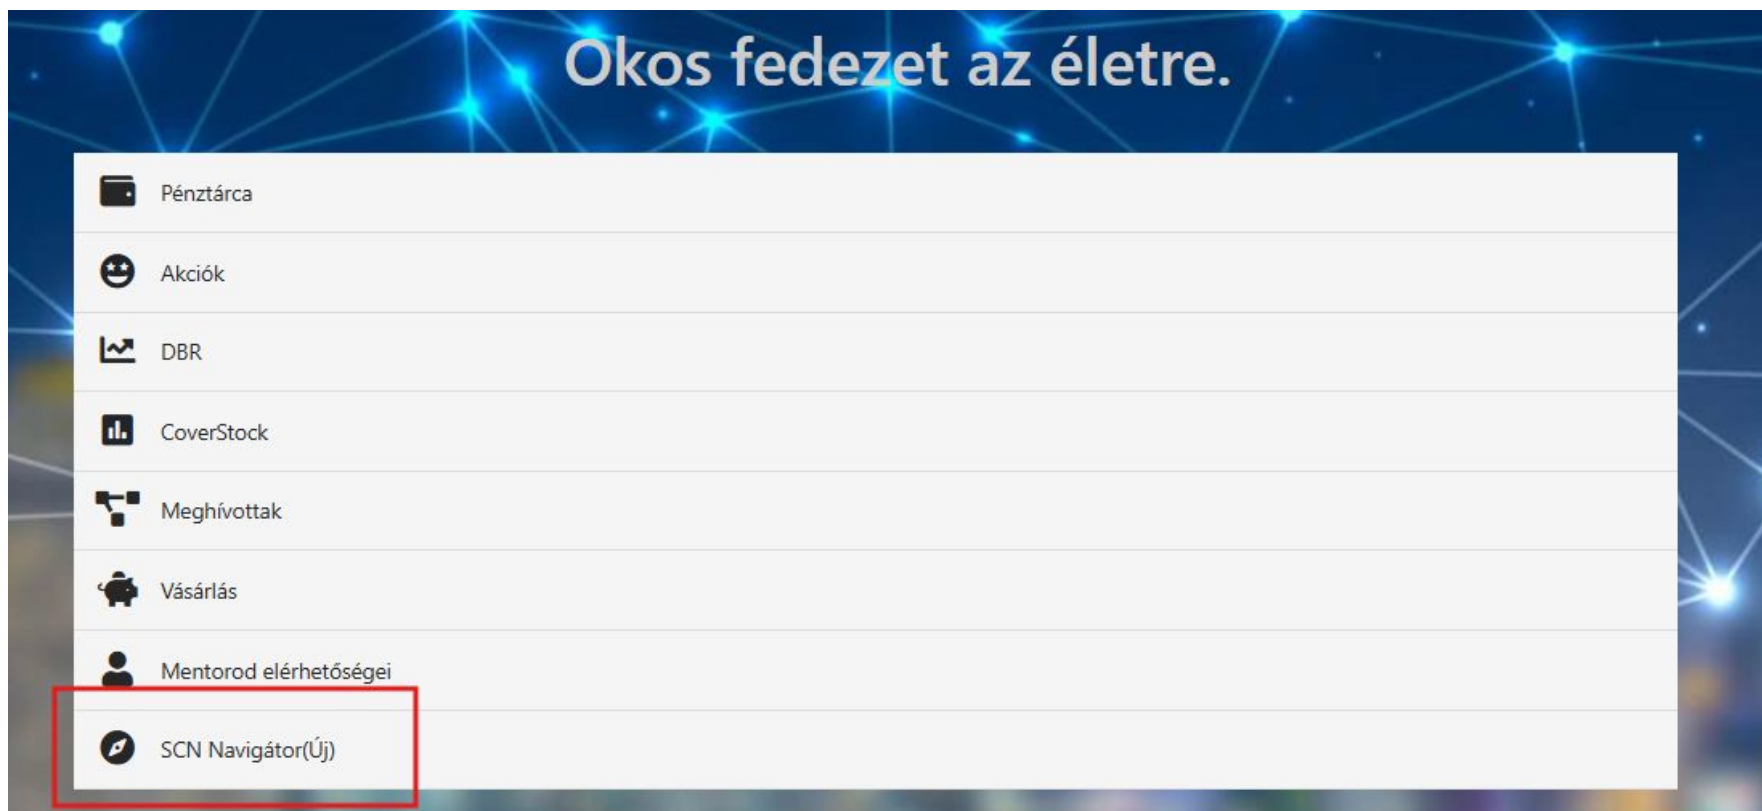 Okos fedezet az életre.
Pénztárca
Akciók
DBR
CoverStock
Meghívottak
Vásárlás
Mentorod elérhetőségei
SCN Navigátor(Új)